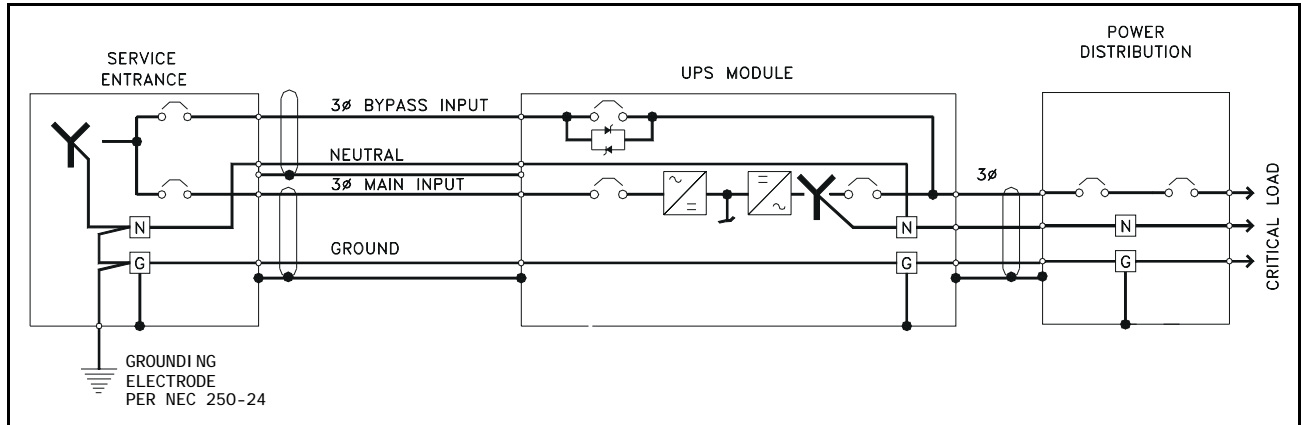 SERVICE
ENTRANCE
UPS MODULE
POWER
DISTRIBUTION
3ø BYPASS INPUT
NEUTRAL
3ø MAIN INPUT
3ø
N
N
N
GROUND
G
G
G
CRITICAL LOAD
GROUNDING
ELECTRODE
PER NEC 250-24